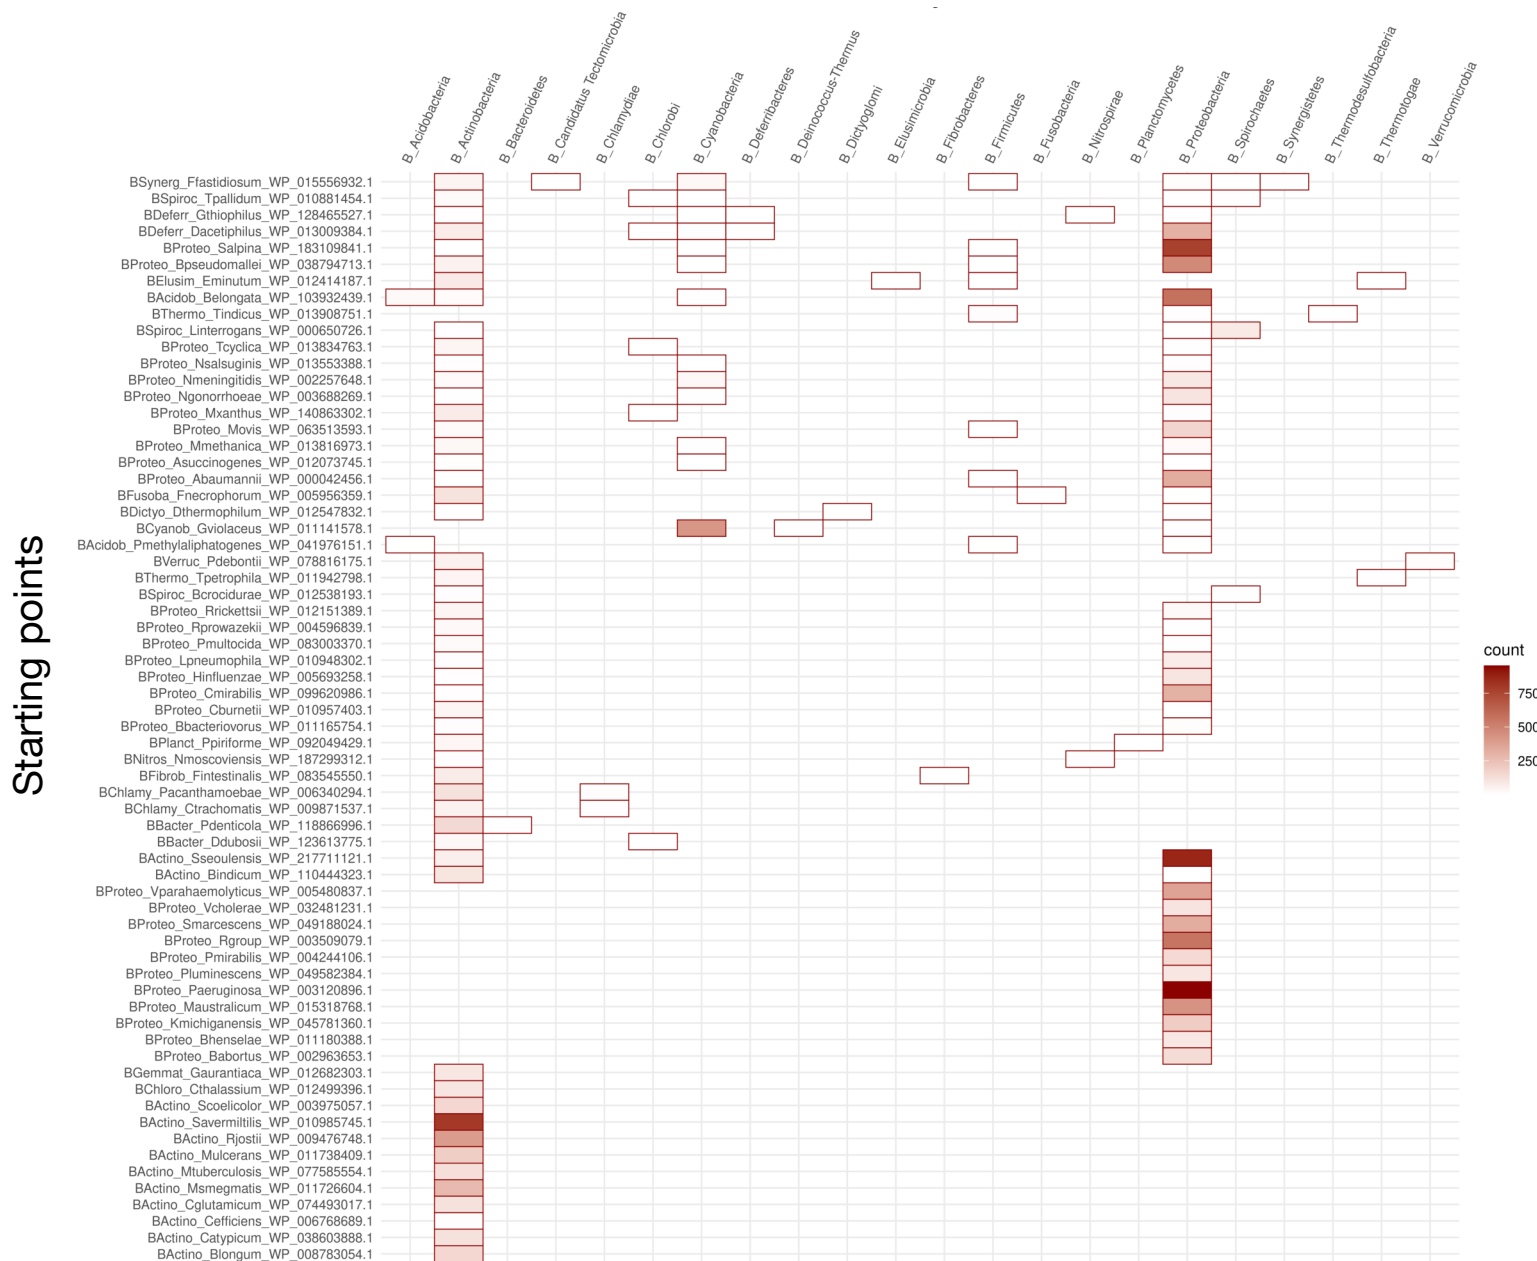 B_Acidobacteria
B_Actinobacteria
B_Bacteroidetes
B_Candidatus Tectomicrobia
B_Chlamydiae
B_Chlorobi
B_Cyanobacteria
B_Deferribacteres
B_Deinococcus-Thermus
B_Dictyoglomi
B_Elusimicrobia
B_Fibrobacteres
B_Firmicutes
B_Fusobacteria
B_Nitrospirae
B_Planctomycetes
B_Proteobacteria
B_Spirochaetes
B_Synergistetes
B_Thermodesulfobacteria
B_Thermotogae
B_Verrucomicrobia
Starting points
BSynerg_Ffastidiosum_WP_015556932.1
BSpiroc_Tpallidum_WP_010881454.1
BDeferr_Gthiophilus_WP_128465527.1
BDeferr_Dacetiphilus_WP_013009384.1
BProteo_Salpina_WP_183109841.1
BProteo_Bpseudomallei_WP_038794713.1
BElusim_Eminutum_WP_012414187.1
BAcidob_Belongata_WP_103932439.1
BThermo_Tindicus_WP_013908751.1
BSpiroc_Linterrogans_WP_000650726.1
BProteo_Tcyclica_WP_013834763.1
BProteo_Nsalsuginis_WP_013553388.1
BProteo_Nmeningitidis_WP_002257648.1
BProteo_Ngonorrhoeae_WP_003688269.1
BProteo_Mxanthus_WP_140863302.1
BProteo_Movis_WP_063513593.1
BProteo_Mmethanica_WP_013816973.1
BProteo_Asuccinogenes_WP_012073745.1
BProteo_Abaumannii_WP_000042456.1
BFusoba_Fnecrophorum_WP_005956359.1
BDictyo_Dthermophilum_WP_012547832.1
BCyanob_Gviolaceus_WP_011141578.1
BAcidob_Pmethylaliphatogenes_WP_041976151.1
BVerruc_Pdebontii_WP_078816175.1
BThermo_Tpetrophila_WP_011942798.1
BSpiroc_Bcrocidurae_WP_012538193.1
BProteo_Rrickettsii_WP_012151389.1
BProteo_Rprowazekii_WP_004596839.1
BProteo_Pmultocida_WP_083003370.1
BProteo_Lpneumophila_WP_010948302.1
BProteo_Hinfluenzae_WP_005693258.1
BProteo_Cmirabilis_WP_099620986.1
BProteo_Cburnetii_WP_010957403.1
BProteo_Bbacteriovorus_WP_011165754.1
BPlanct_Ppiriforme_WP_092049429.1
BNitros_Nmoscoviensis_WP_187299312.1
BFibrob_Fintestinalis_WP_083545550.1
BChlamy_Pacanthamoebae_WP_006340294.1
BChlamy_Ctrachomatis_WP_009871537.1
BBacter_Pdenticola_WP_118866996.1
BBacter_Ddubosii_WP_123613775.1
BActino_Sseoulensis_WP_217711121.1
BActino_Bindicum_WP_110444323.1
BProteo_Vparahaemolyticus_WP_005480837.1
BProteo_Vcholerae_WP_032481231.1
BProteo_Smarcescens_WP_049188024.1
BProteo_Rgroup_WP_003509079.1
BProteo_Pmirabilis_WP_004244106.1
BProteo_Pluminescens_WP_049582384.1
BProteo_Paeruginosa_WP_003120896.1
BProteo_Maustralicum_WP_015318768.1
BProteo_Kmichiganensis_WP_045781360.1
BProteo_Bhenselae_WP_011180388.1
BProteo_Babortus_WP_002963653.1
BGemmat_Gaurantiaca_WP_012682303.1
BChloro_Cthalassium_WP_012499396.1
BActino_Scoelicolor_WP_003975057.1
BActino_Savermiltilis_WP_010985745.1
BActino_Rjostii_WP_009476748.1
BActino_Mulcerans_WP_011738409.1
BActino_Mtuberculosis_WP_077585554.1
BActino_Msmegmatis_WP_011726604.1
BActino_Cglutamicum_WP_074493017.1
BActino_Cefficiens_WP_006768689.1
BActino_Catypicum_WP_038603888.1
BActino_Blongum_WP_008783054.1
count
750
500
250